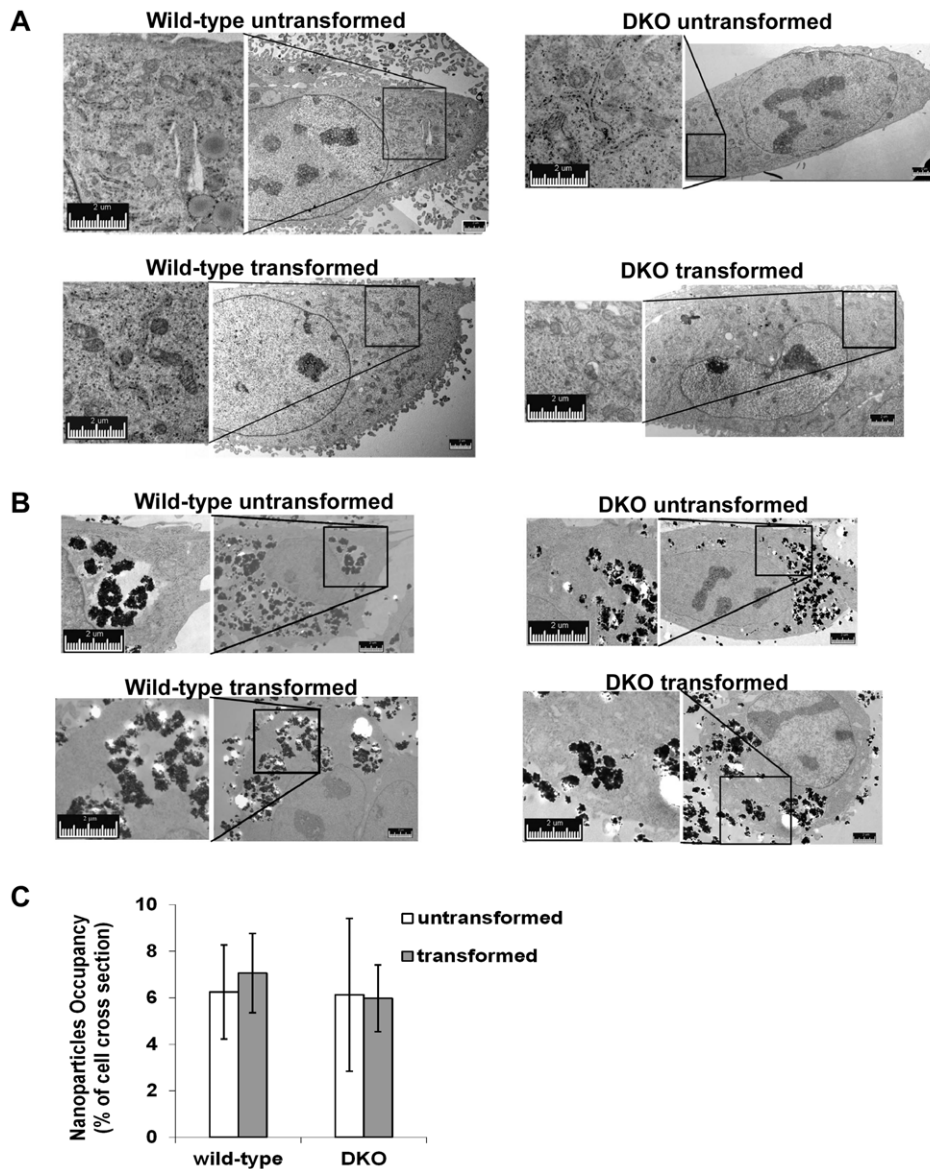 A
Wild-type untransformed
DKO untransformed
2 um
2 um
Wild-type transformed
DKO transformed
2 um
2 um
B
Wild-type untransformed
DKO untransformed
2 um
2 um
Wild-type transformed
DKO transformed
2 um
2 um
C
Nanoparticles Occupancy
(% of cell cross section)
10
8
6
4
2
0
untransformed
transformed
wild-type
DKO